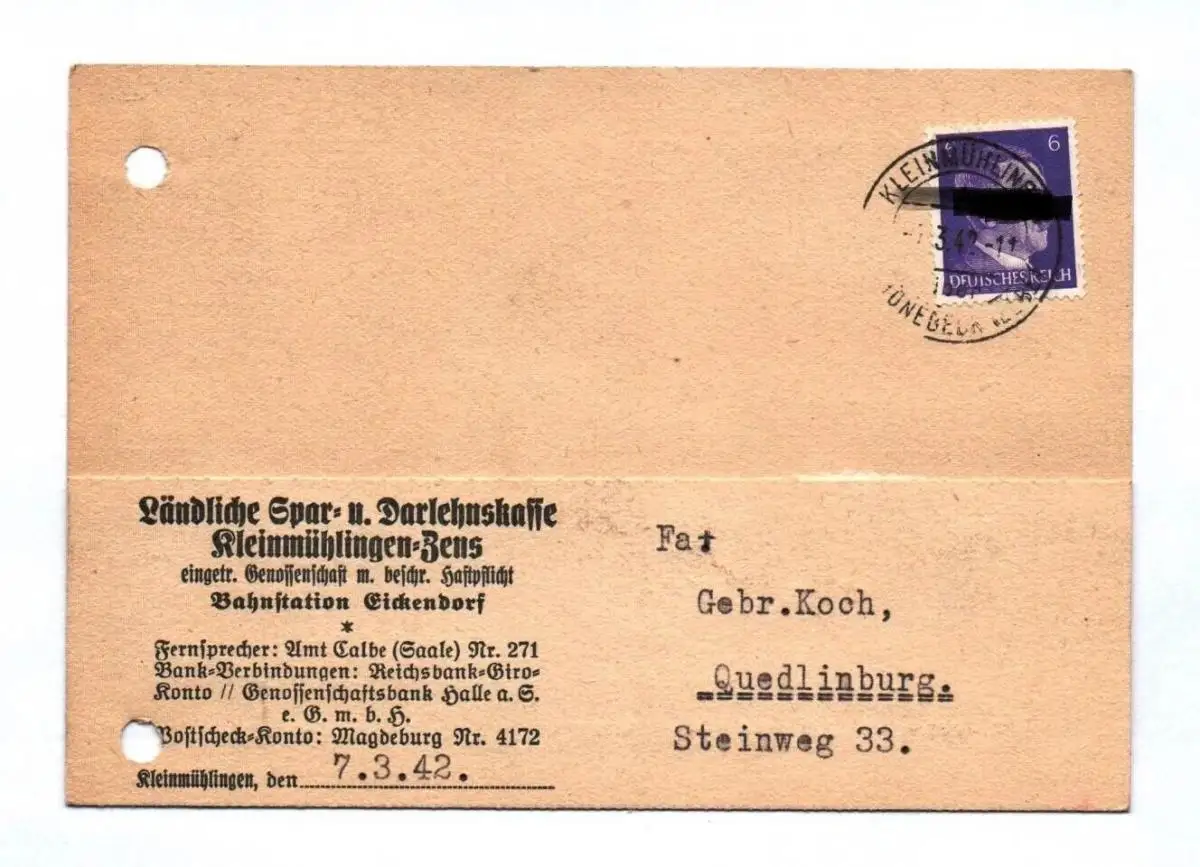 6
KLEINMÜHLING
3.42.-11
DEUTSCHES REICH
Ländliche Spar- u. Darlehnskasse
Kleinmühlingen-Zens
eingetr. Genossenschaft m. beschr. Haftpflicht
Bahnstation Eickendorf
*
Fernsprecher: Amt Calbe (Saale) Nr. 271
Bank-Verbindungen: Reichsbank-Giro-
Konto // Genossenschaftsbank Halle a. S.
e. G. m. b. H.
Postscheck-Konto: Magdeburg Nr. 4172
Kleinmühlingen, den 7.3.42.
Fa.
Gebr.Koch,
Quedlinburg.
Steinweg 33.